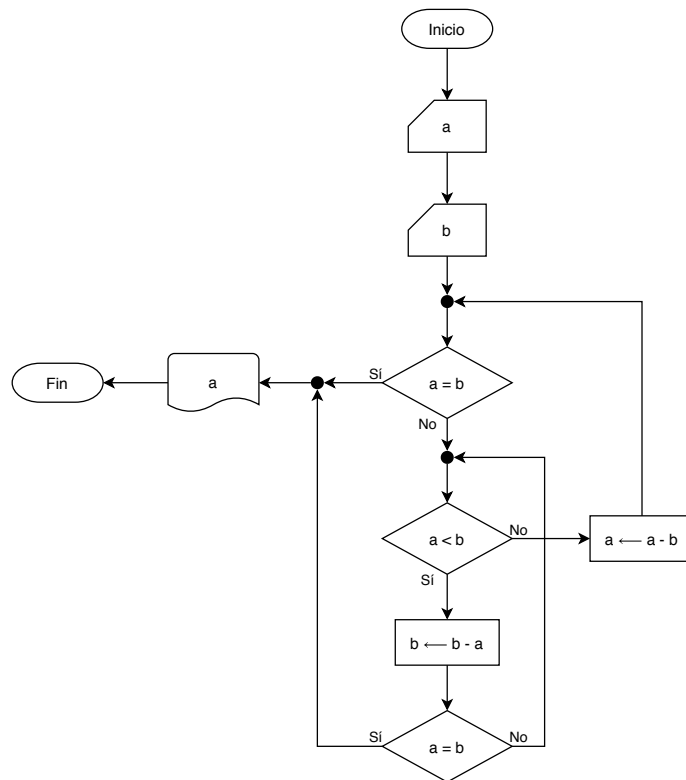 Inicio
a
b
a = b
Sí
No
a
Fin
a < b
No
Sí
a ⟵ a - b
b ⟵ b - a
a = b
Sí
No